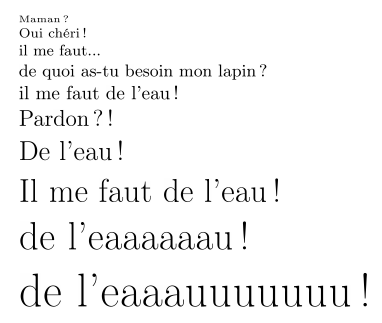 Maman ?
Oui chéri !
il me faut...
de quoi as-tu besoin mon lapin ?
il me faut de l'eau !
Pardon ? !
De l'eau !
Il me faut de l'eau !
de l'eaaaaaau !
de l'eaaauuuuuuu !